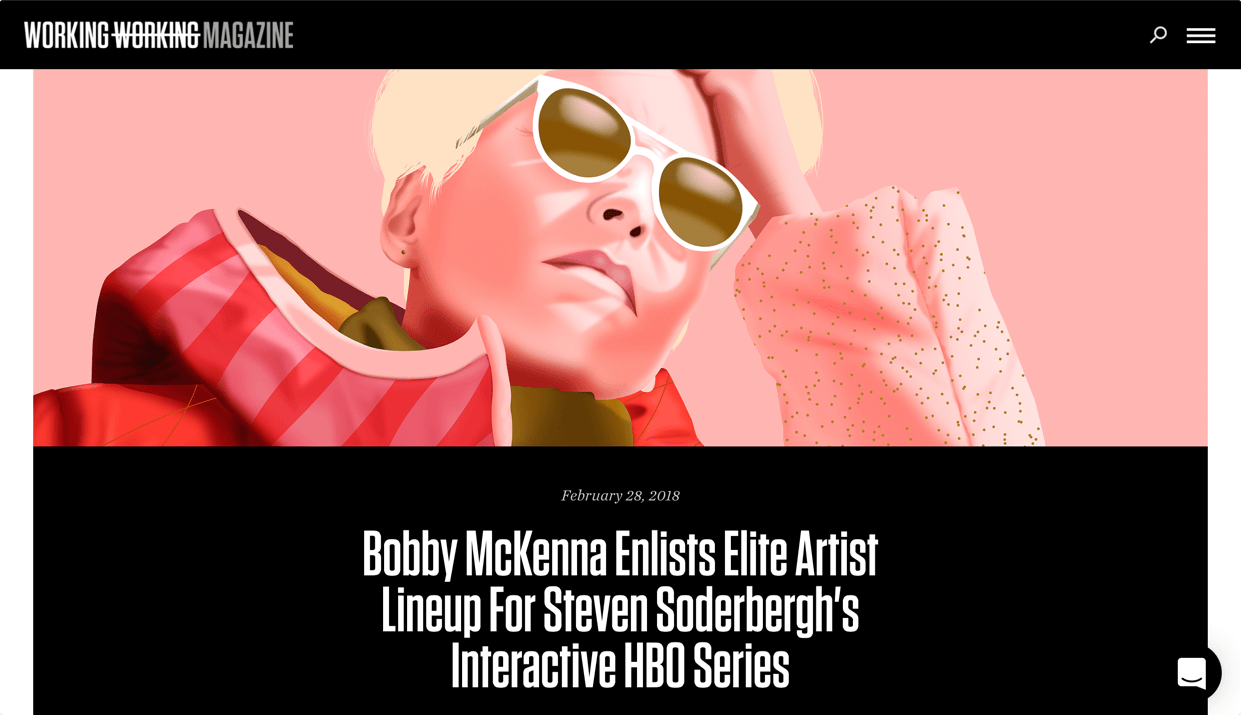 WORKING WORKING MAGAZINE
February 28, 2018
Bobby McKenna Enlists Elite Artist
Lineup For Steven Soderbergh's
Interactive HBO Series